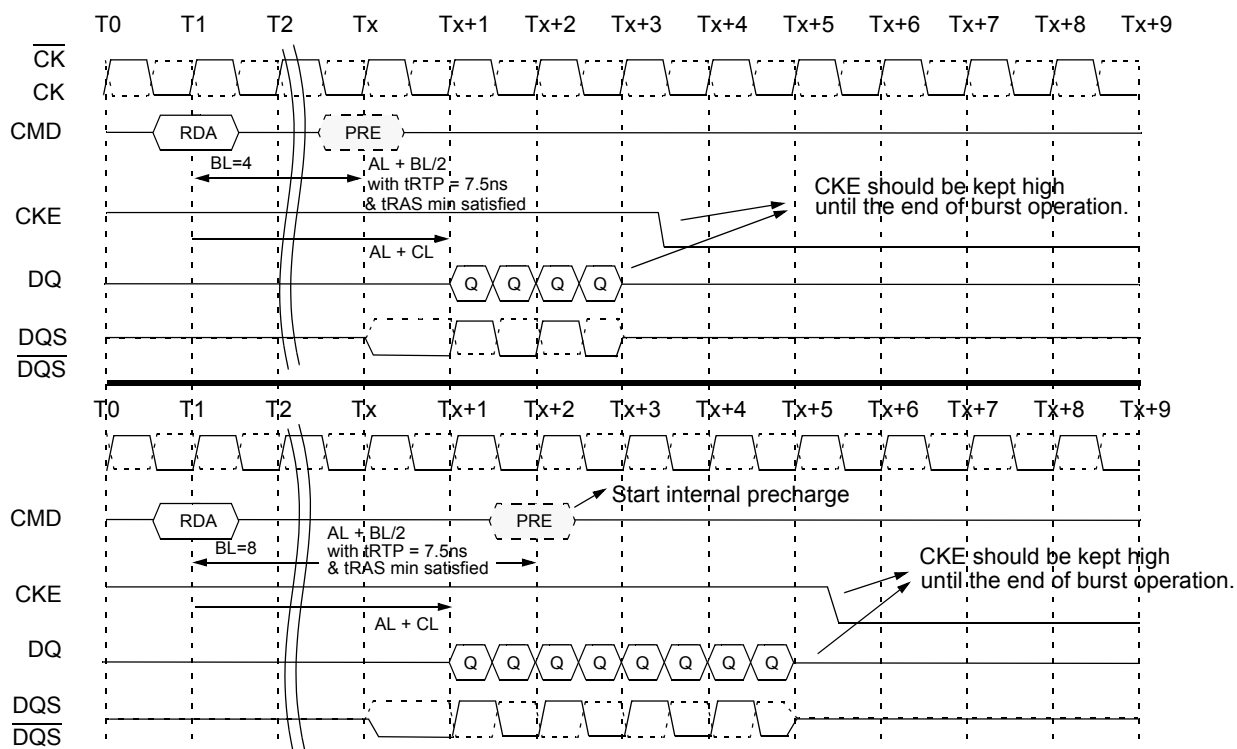 T0 T1 T2 Tx Tx+1 Tx+2 Tx+3 Tx+4 Tx+5 Tx+6 Tx+7 Tx+8 Tx+9
CK
CK
CMD RDA PRE
BL=4 AL + BL/2
with tRTP = 7.5ns
& tRAS min satisfied
CKE should be kept high
until the end of burst operation.
CKE
AL + CL
DQ Q Q Q Q
DQS
DQS
T0 T1 T2 Tx Tx+1 Tx+2 Tx+3 Tx+4 Tx+5 Tx+6 Tx+7 Tx+8 Tx+9
Start internal precharge
CMD RDA PRE
BL=8 AL + BL/2
with tRTP = 7.5ns
& tRAS min satisfied
CKE should be kept high
until the end of burst operation.
CKE
AL + CL
DQ Q Q Q Q Q Q Q Q
DQS
DQS